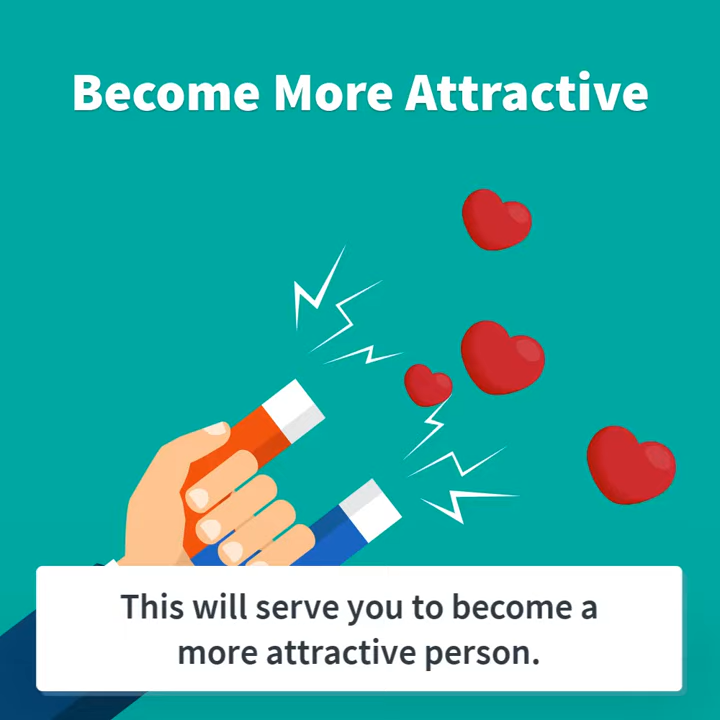 Become More Attractive
This will serve you to become a
more attractive person.